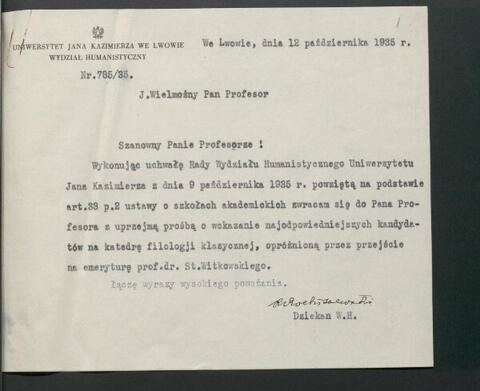 UNIWERSYTET JANA KAZIMIERZA WE LWOWIE
WYDZIAŁ HUMANISTYCZNY
Nr.785/35.
We Lwowie, dnia 12 października 1935 r.
J.Wielmożny Pan Profesor
Szanowny Panie Profesorze !
Wykonując uchwałę Rady Wydziału Humanistycznego Uniwerzytetu
Jana Kazimierza z dnia 9 października 1935 r. powziętą na podstawie
art.33 p.2 ustawy o szkołach akademickich zwracam się do Pana Pro-
fesora z uprzejmą prośbą o wskazanie najodpowiedniejszych kandyda-
tów na katedrę filologji klasycznej, opróżnioną przez przejście
na emeryturę prof.dr. St.Witkowskiego.
Łączę wyrazy wysokiego poważania.
Dziekan W.H.